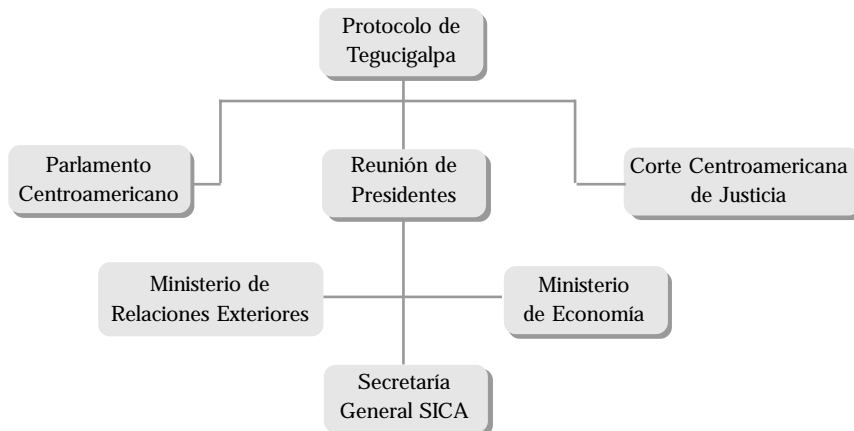 Protocolo de
Tegucigalpa
Parlamento
Centroamericano
Reunión de
Presidentes
Corte Centroamericana
de Justicia
Ministerio de
Relaciones Exteriores
Ministerio
de Economía
Secretaría
General SICA